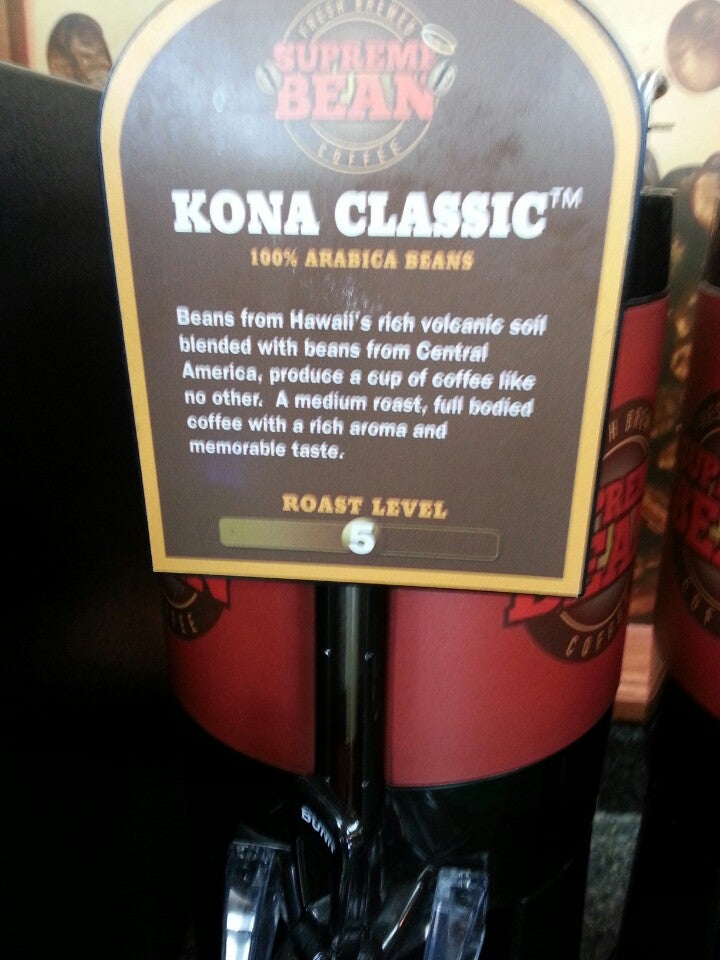 FRESH BREWED
SUPREME
BEAN
COFFEE
KONA CLASSIC™
100% ARABICA BEANS
Beans from Hawaii's rich volcanic soil
blended with beans from Central
America, produce a cup of coffee like
no other. A medium roast, full bodied
coffee with a rich aroma and
memorable taste.
ROAST LEVEL
5
BUNN